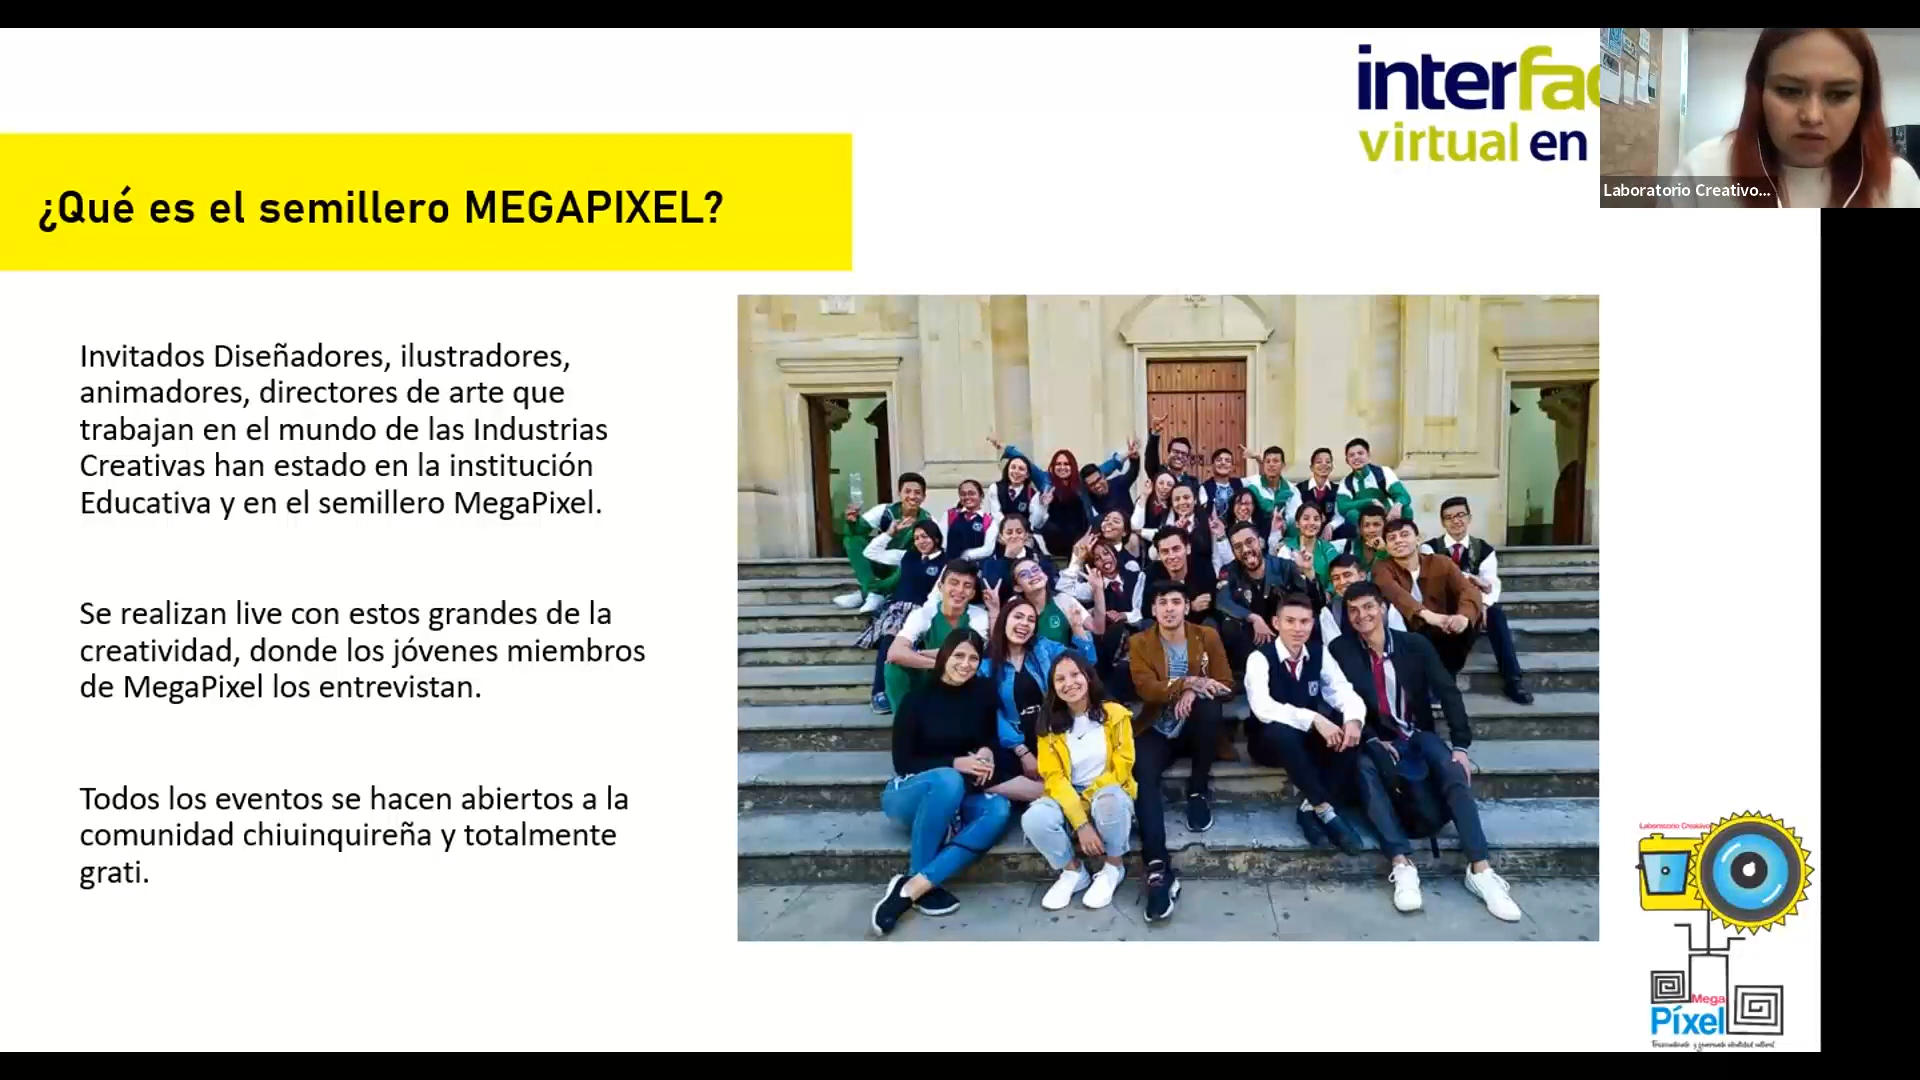 interfac
virtual en
Laboratorio Creativo...
¿Qué es el semillero MEGAPIXEL?
Invitados Diseñadores, ilustradores,
animadores, directores de arte que
trabajan en el mundo de las Industrias
Creativas han estado en la institución
Educativa y en el semillero MegaPixel.
Se realizan live con estos grandes de la
creatividad, donde los jóvenes miembros
de MegaPixel los entrevistan.
Todos los eventos se hacen abiertos a la
comunidad chiuinquireña y totalmente
grati.
Laboratorio Creativo
Mega
Píxel